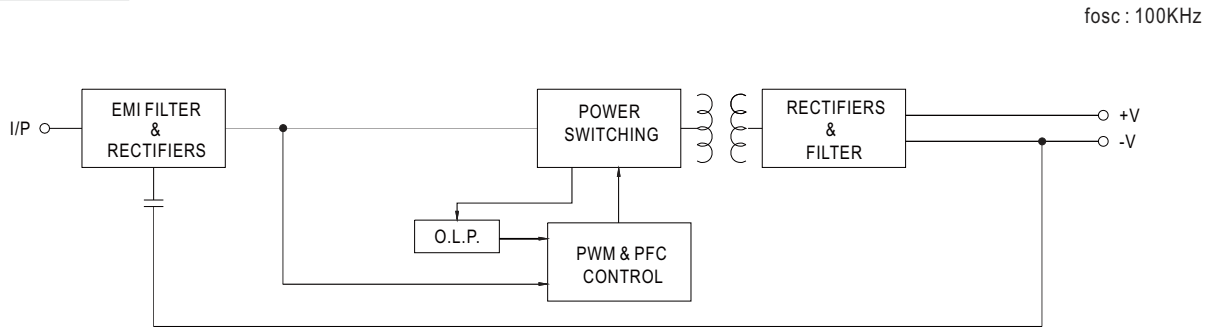 fosc : 100KHz
I/P
EMI FILTER
&
RECTIFIERS
POWER
SWITCHING
RECTIFIERS
&
FILTER
+V
-V
O.L.P.
PWM & PFC
CONTROL